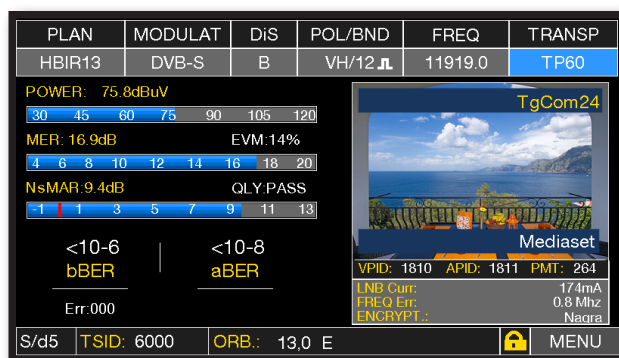 PLAN MODULAT DiS POL/BND FREQ TRANSP
HBIR13 DVB-S B VH/12 11919.0 TP60
POWER: 75.8dBuV
30 45 60 75 90 105 120
MER: 16.9dB EVM:14%
4 6 8 10 12 14 16 18 20
NsMAR:9.4dB QLY:PASS
-1 1 3 5 7 9 11 13
<10-6 <10-8
bBER aBER
Err:000
TgCom24
Mediaset
VPID: 1810 APID: 1811 PMT: 264
LNB Curr: 174mA
FREQ Err: 0.8 Mhz
ENCRYPT.: Nagra
S/d5 TSID: 6000 ORB.: 13,0 E MENU